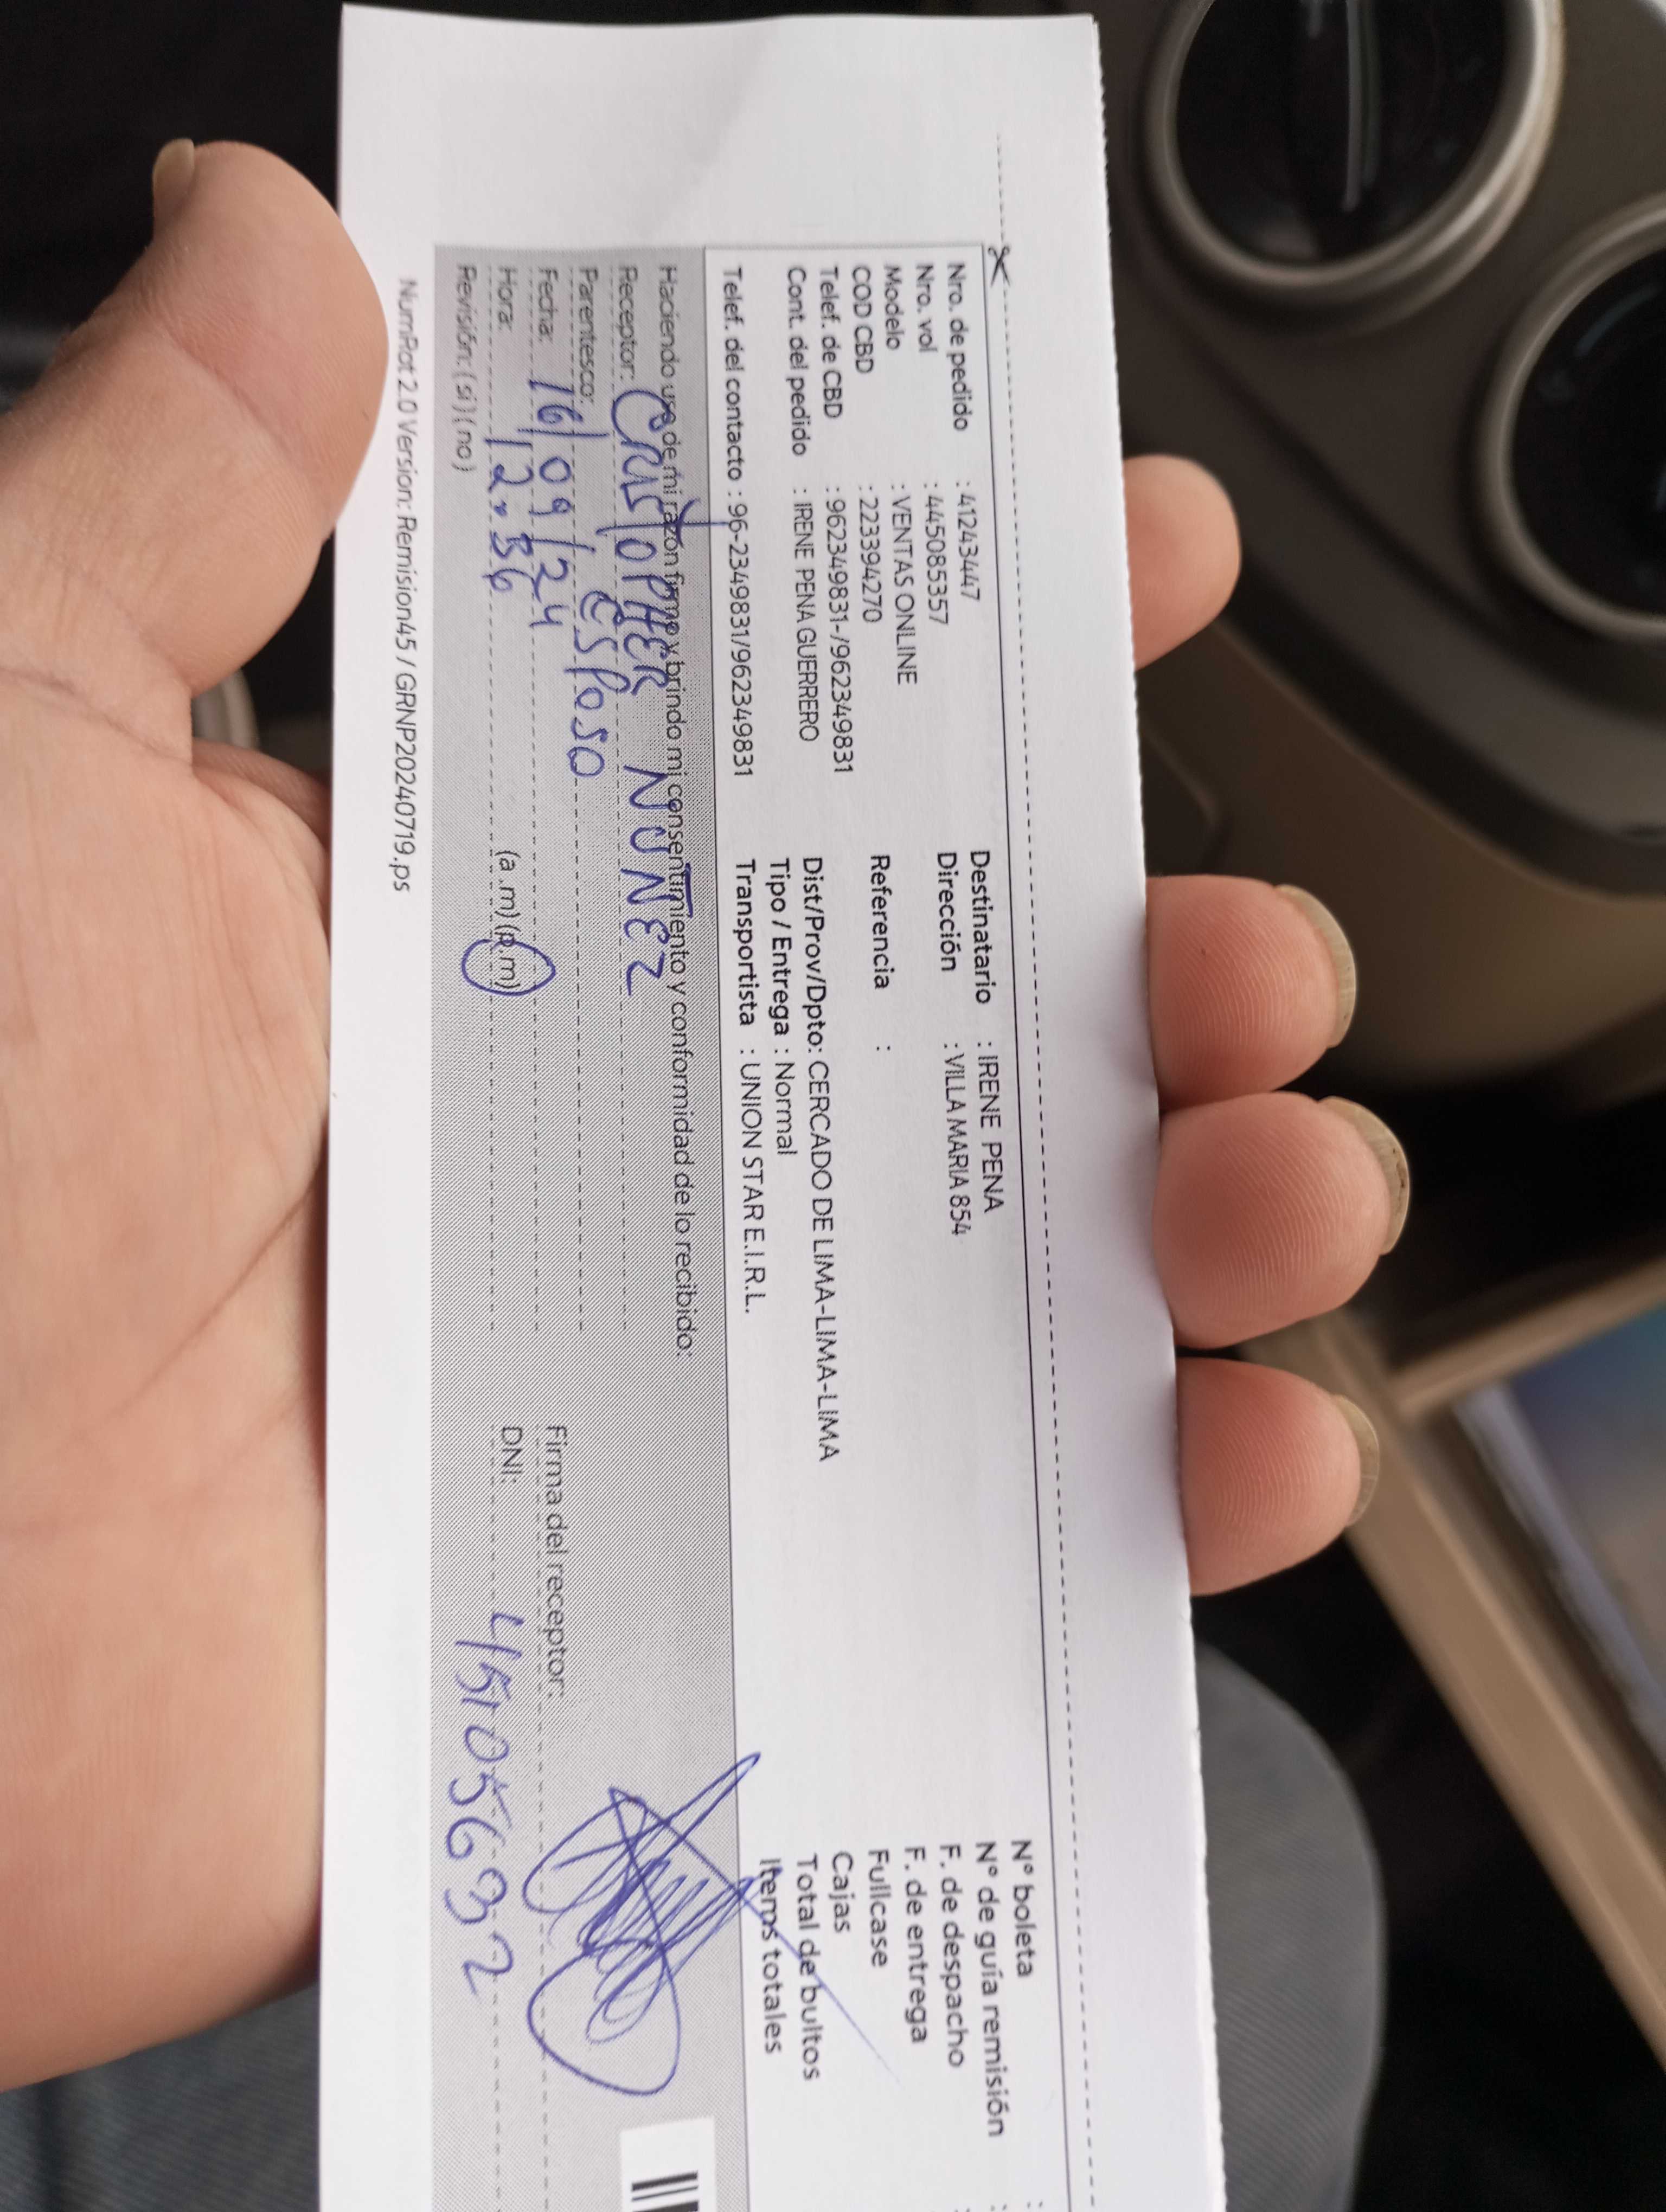 Nro. de pedido : 41243447
Nro. vol : 4450853​57
Modelo : VENTAS ONLINE
COD CBD : 223394270
Telef. de CBD : 962349831-/962349831
Cont. del pedido : IRENE PENA GUERRERO
Telef. del contacto : 96-2349831/962349831
Destinatario : IRENE PENA
Dirección : VILLA MARIA 854
Referencia :
Dist/Prov/Dpto: CERCADO DE LIMA-LIMA-LIMA
Tipo / Entrega : Normal
Transportista : UNION STAR E.I.R.L.
N° boleta :
N° de guía remisión :
F. de despacho :
F. de entrega
Fullcase
Cajas
Total de bultos
Items totales
Haciendo uso de mi razón firmo y brindo mi consentimiento y conformidad de lo recibido:
Receptor: CRISTOPHER NUÑEZ
Parentesco: ESPOSO
Fecha: 16/09/24
Hora: 12:36 (a.m) (p.m)
Revisión: ( si ) ( no )
Firma del receptor:
DNI: 45105692
NumRot 2.0 Version: Remision45 / GRNP20240719.ps